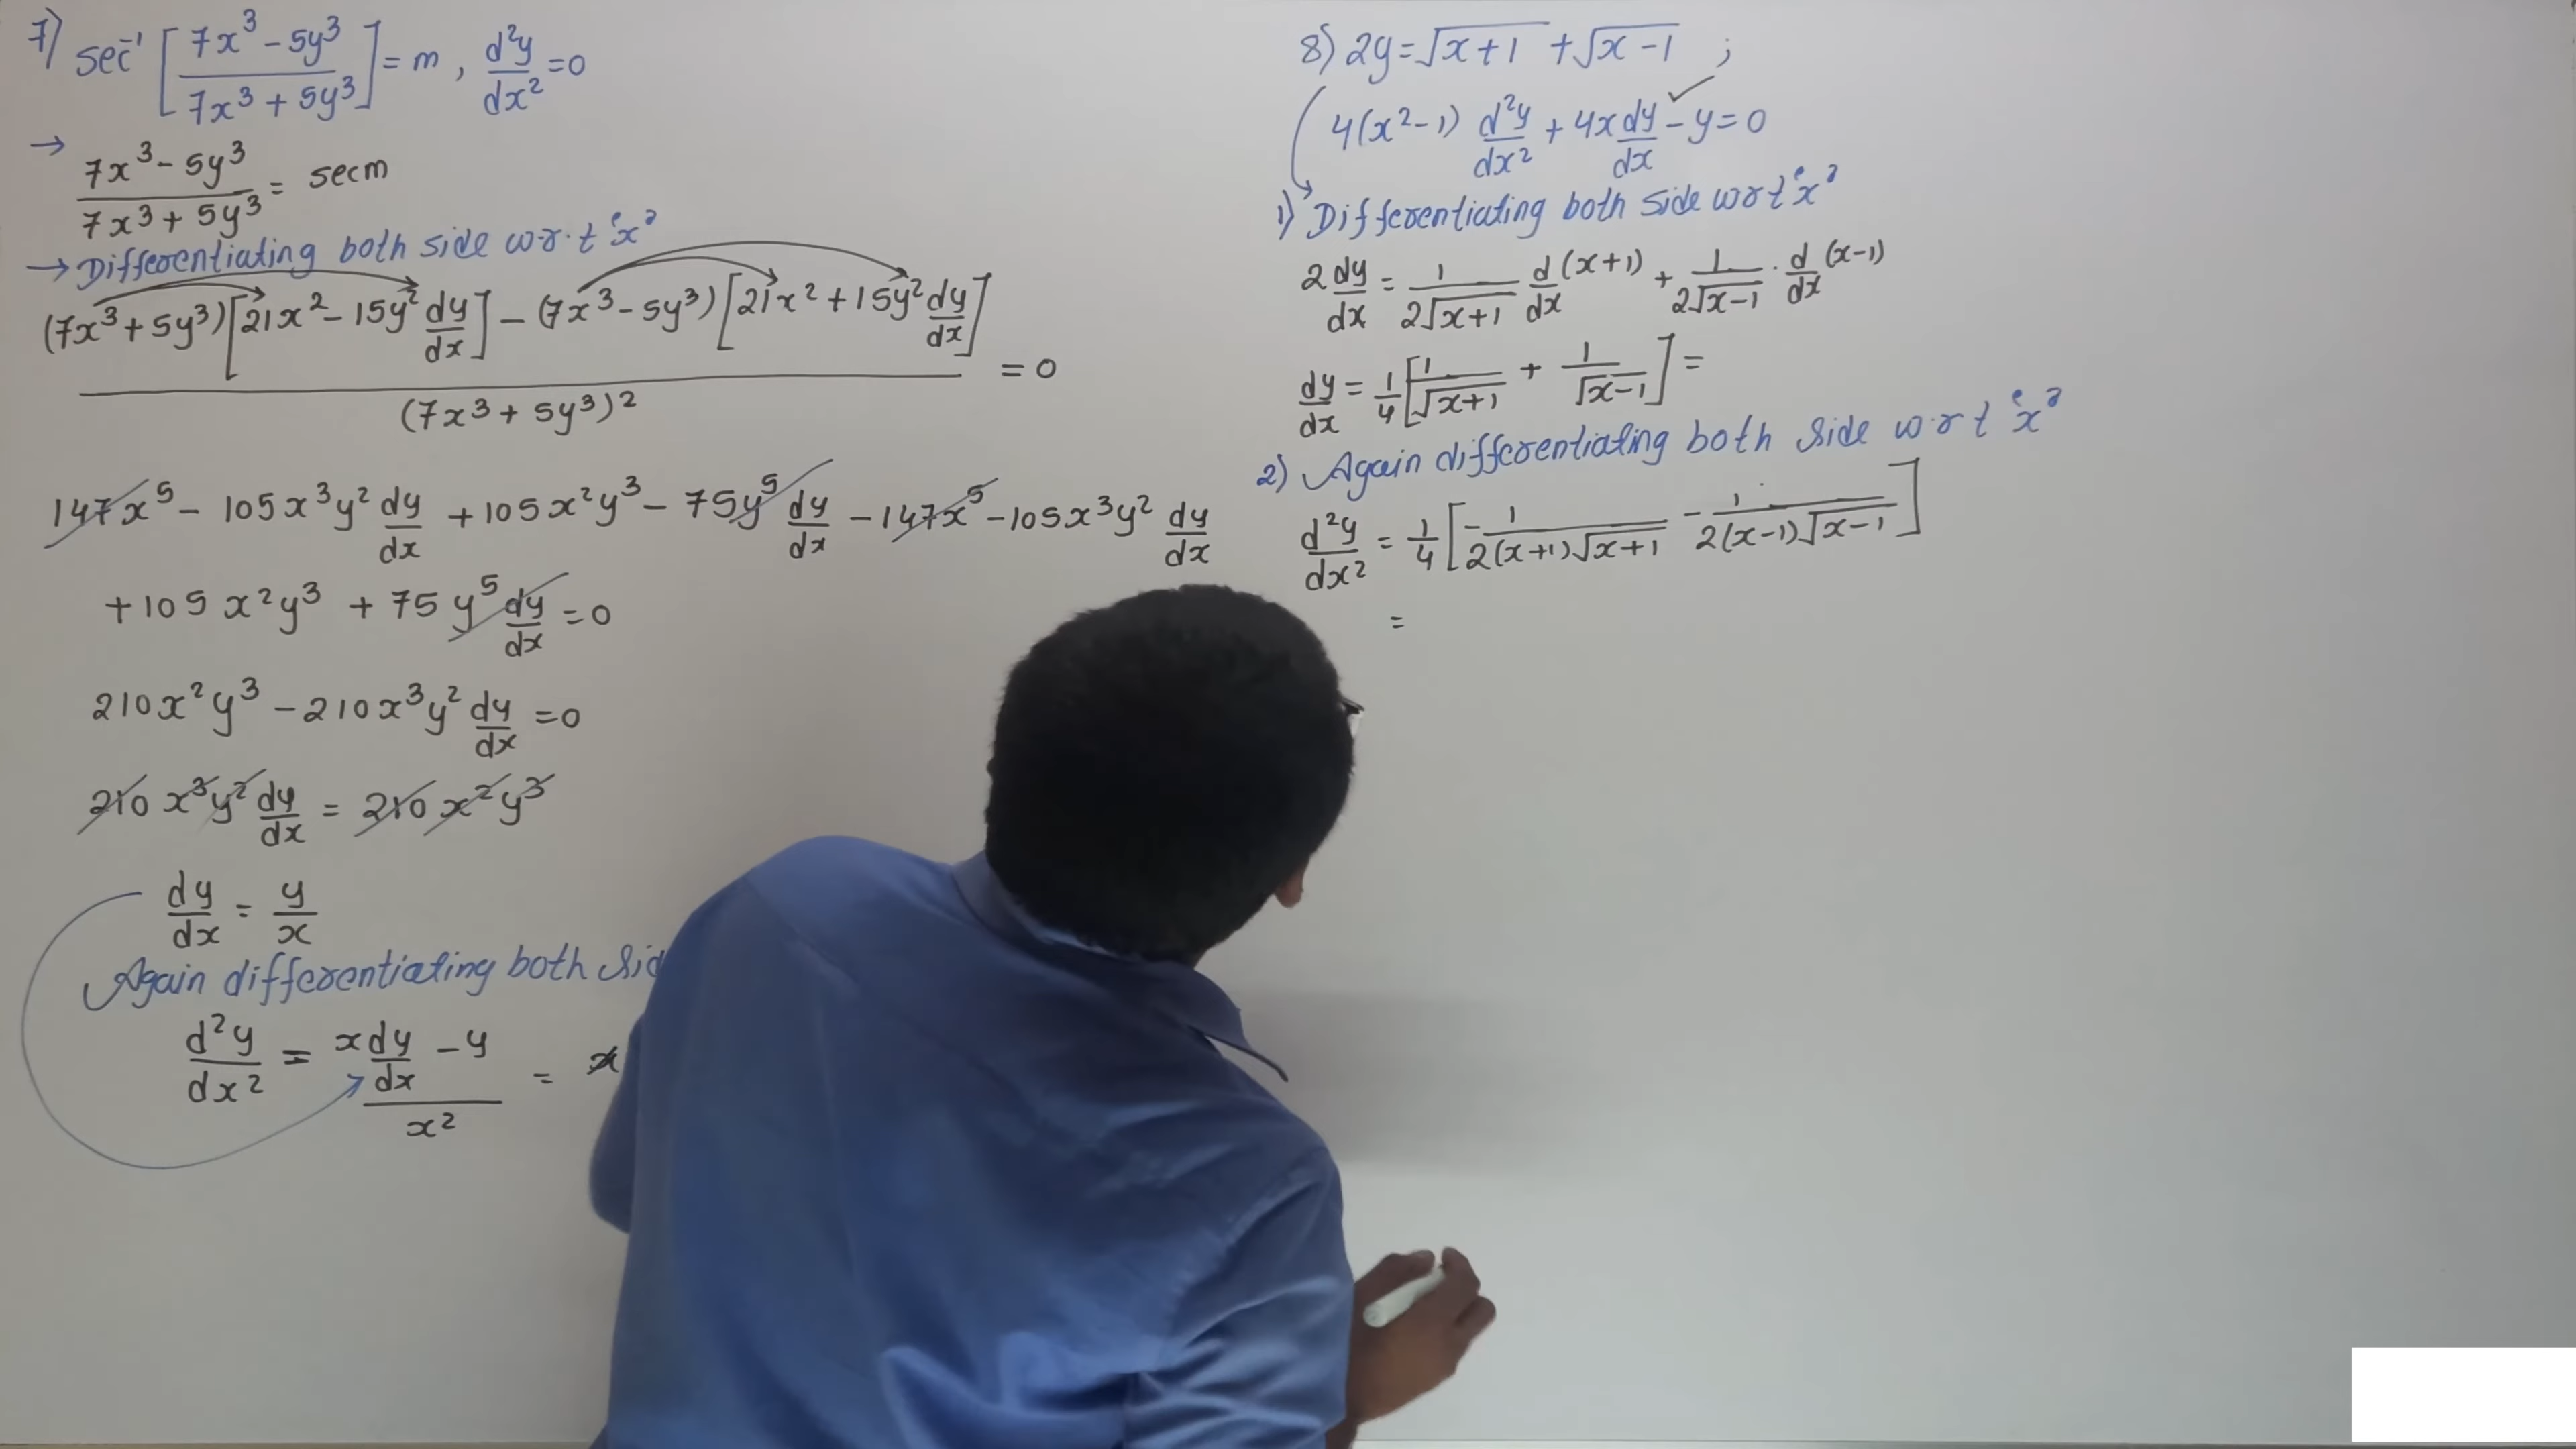 7) sec⁻¹ [7x³ - 5y³ / 7x³ + 5y³] = m , d²y/dx² = 0
→ 7x³ - 5y³ / 7x³ + 5y³ = secm
→ Differentiating both side w.r.t ‘x’
(7x³ + 5y³)[21x² - 15y² dy/dx] - (7x³ - 5y³)[21x² + 15y² dy/dx] / (7x³ + 5y³)² = 0
147x⁵ - 105x³y² dy/dx + 105x²y³ - 75y⁵ dy/dx - 147x⁵ - 105x³y² dy/dx
+ 105x²y³ + 75y⁵ dy/dx = 0
210x²y³ - 210x³y² dy/dx = 0
210x³y² dy/dx = 210x²y³
dy/dx = y/x
Again differentiating both
d²y/dx² = x dy/dx - y / x² =
8) 2y = √x+1 + √x-1 ;
4(x²-1) d²y/dx² + 4x dy/dx - y = 0
1) Differentiating both side wrt ‘x’
2 dy/dx = 1/2√x+1 d/dx (x+1) + 1/2√x-1 · d/dx (x-1)
dy/dx = 1/4 [1/√x+1 + 1/√x-1] =
2) Again differentiating both side w.r.t ‘x’
d²y/dx² = 1/4 [-1/2(x+1)√x+1 - 1/2(x-1)√x-1]
=